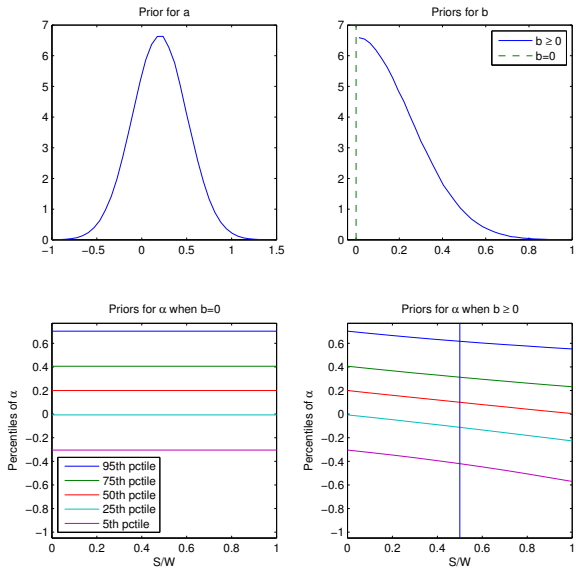 Prior for a
7
6
5
4
3
2
1
0
-1 -0.5 0 0.5 1 1.5
Priors for b
7
6
5
4
3
2
1
0
0 0.2 0.4 0.6 0.8 1
b ≥ 0
b=0
Priors for α when b=0
Percentiles of α
0.6
0.4
0.2
0
−0.2
−0.4
−0.6
−0.8
−1
0 0.2 0.4 0.6 0.8 1
S/W
95th pctile
75th pctile
50th pctile
25th pctile
5th pctile
Priors for α when b ≥ 0
Percentiles of α
0.6
0.4
0.2
0
−0.2
−0.4
−0.6
−0.8
−1
0 0.2 0.4 0.6 0.8 1
S/W